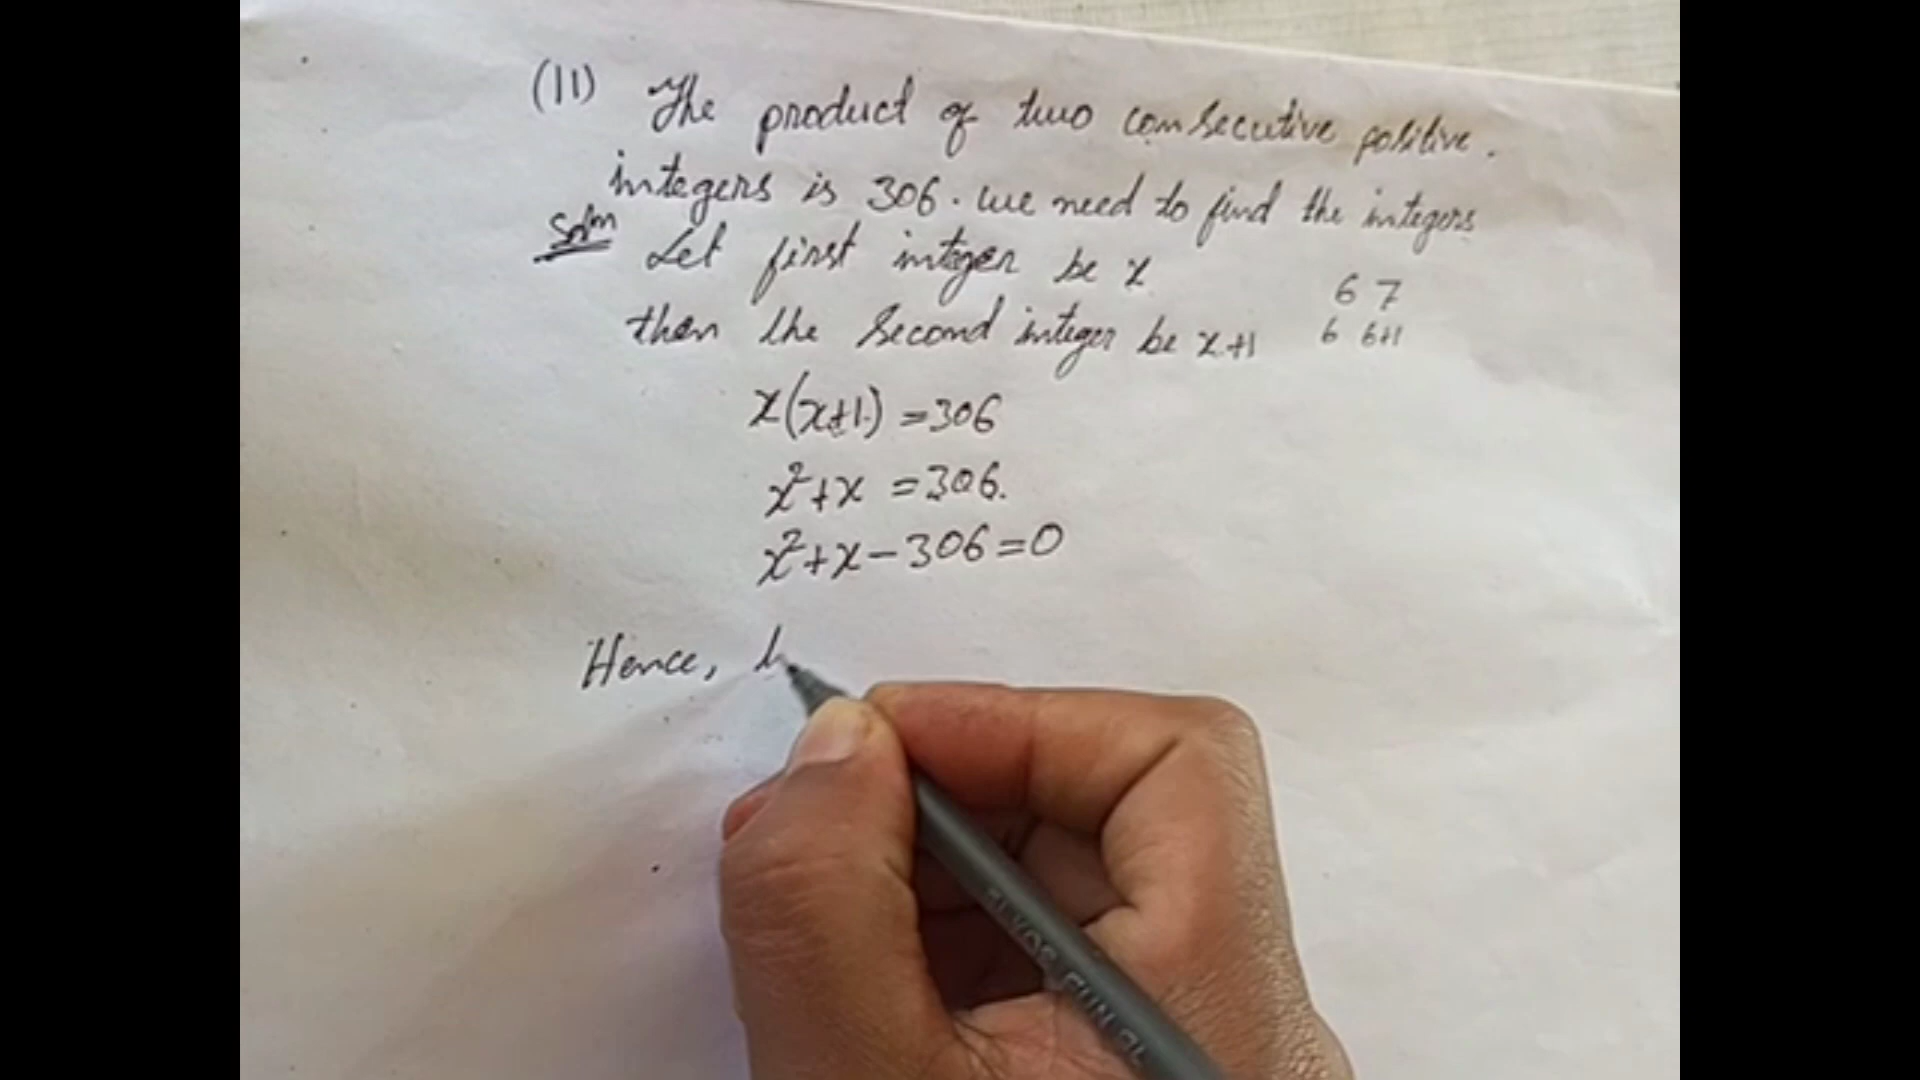 (11) The product of two consecutive positive.
integers is 306. we need to find the integers
Soln Let first integer be x
6 7
then the second integer be x+1
6 6+1
x(x+1) = 306
x²+x = 306.
x²+x-306=0
Hence,